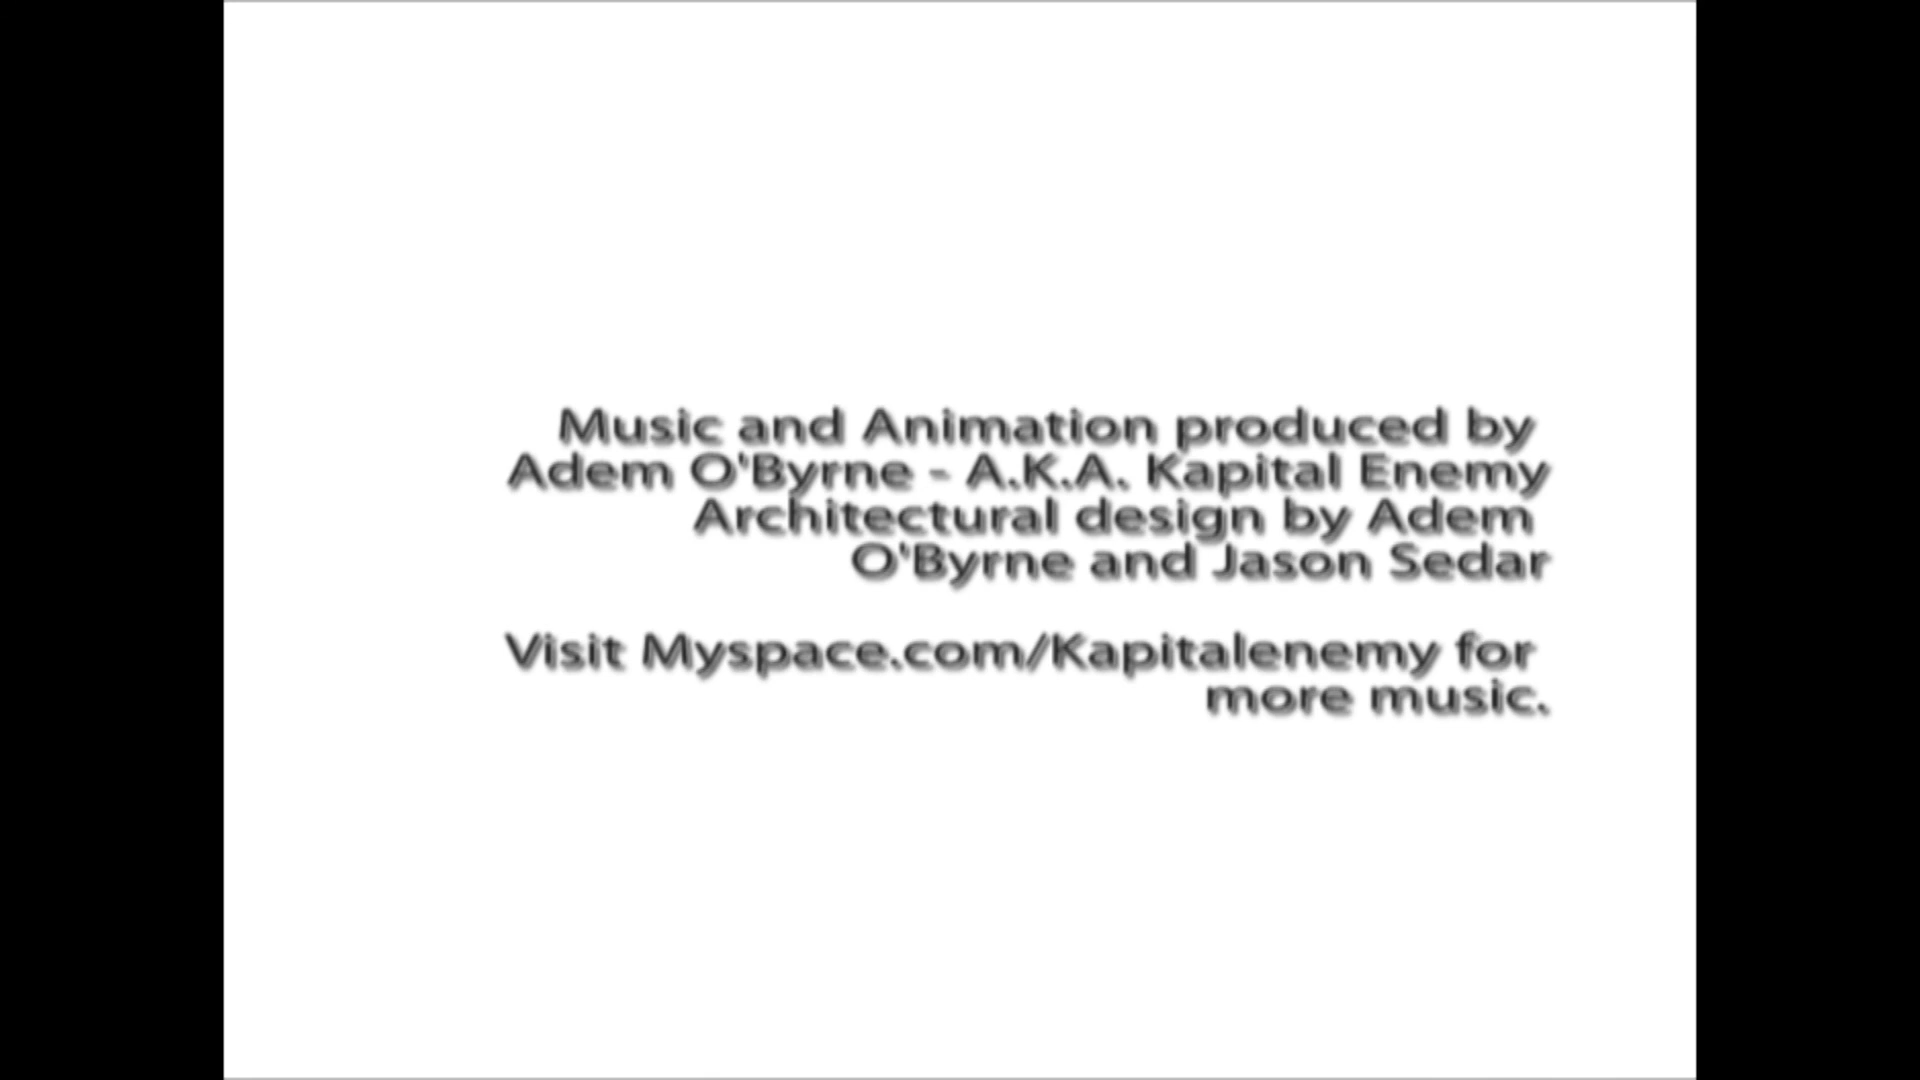 Music and Animation produced by
Adem O'Byrne - A.K.A. Kapital Enemy
Architectural design by Adem
O'Byrne and Jason Sedar
Visit Myspace.com/Kapitalenemy for
more music.